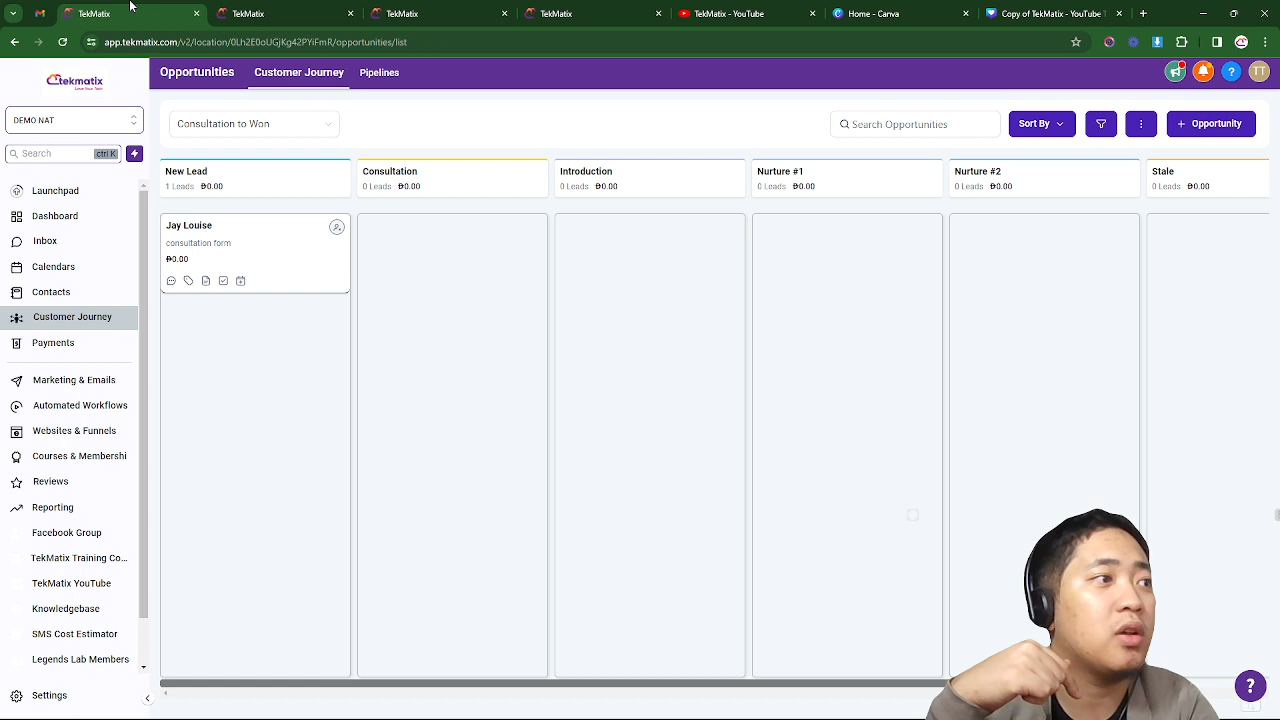 TekMatix
TekMatix
TekMatix
TekMatix
TekMatix - YouTube
Home - Canva
Copy of TekMatix - YouTube
app.tekmatix.com/v2/location/0Lh2E0oUGjKg42PYiFmR/opportunities/list
tekmatix
Love Your Tech
Opportunities
Customer Journey
Pipelines
TT
DEMO NAT
Search
ctrl K
Launchpad
Dashboard
Inbox
Calendars
Contacts
Customer Journey
Payments
Marketing & Emails
Automated Workflows
Websites & Funnels
Courses & Membershi
Reviews
Reporting
Facebook Group
TekMatix Training Co...
TekMatix YouTube
Knowledgebase
SMS Cost Estimator
Legends Lab Members
Settings
Consultation to Won
Search Opportunities
Sort By
+ Opportunity
New Lead
1 Leads ₱0.00
Consultation
0 Leads ₱0.00
Introduction
0 Leads ₱0.00
Nurture #1
0 Leads ₱0.00
Nurture #2
0 Leads ₱0.00
Stale
0 Leads ₱0.00
Jay Louise
consultation form
₱0.00
?